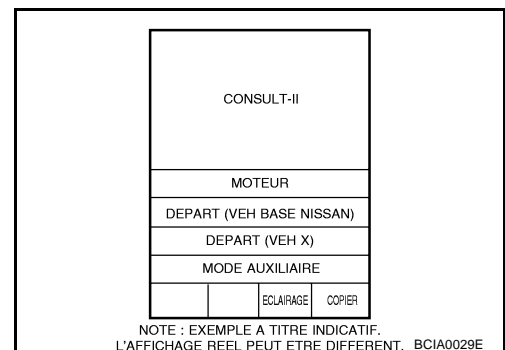 CONSULT-II
MOTEUR
DEPART (VEH BASE NISSAN)
DEPART (VEH X)
MODE AUXILIAIRE
ECLAIRAGE COPIER
NOTE : EXEMPLE A TITRE INDICATIF.
L'AFFICHAGE REEL PEUT ETRE DIFFERENT. BCIA0029E